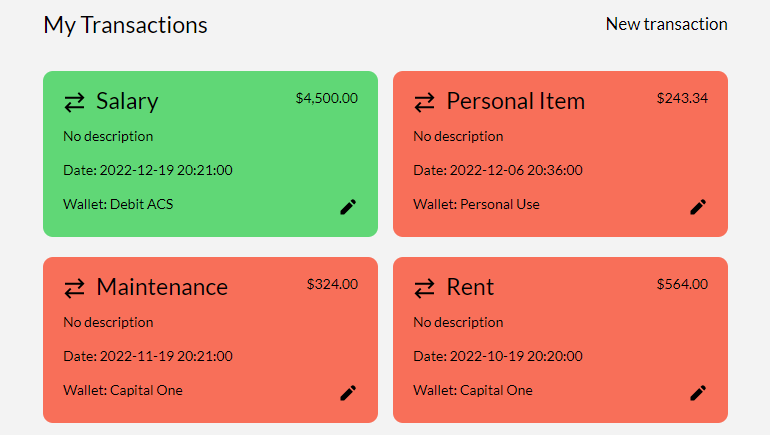 My Transactions New transaction
Salary $4,500.00
No description
Date: 2022-12-19 20:21:00
Wallet: Debit ACS
Personal Item $243.34
No description
Date: 2022-12-06 20:36:00
Wallet: Personal Use
Maintenance $324.00
No description
Date: 2022-11-19 20:21:00
Wallet: Capital One
Rent $564.00
No description
Date: 2022-10-19 20:20:00
Wallet: Capital One